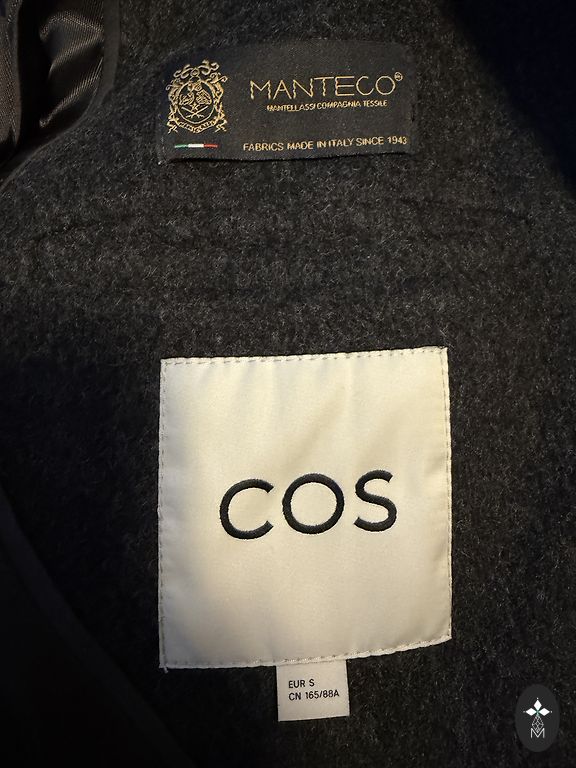 MANTECO®
MANTELLASSI COMPAGNIA TESSILE
FABRICS MADE IN ITALY SINCE 1943
COS
EUR S
CN 165/88A
M